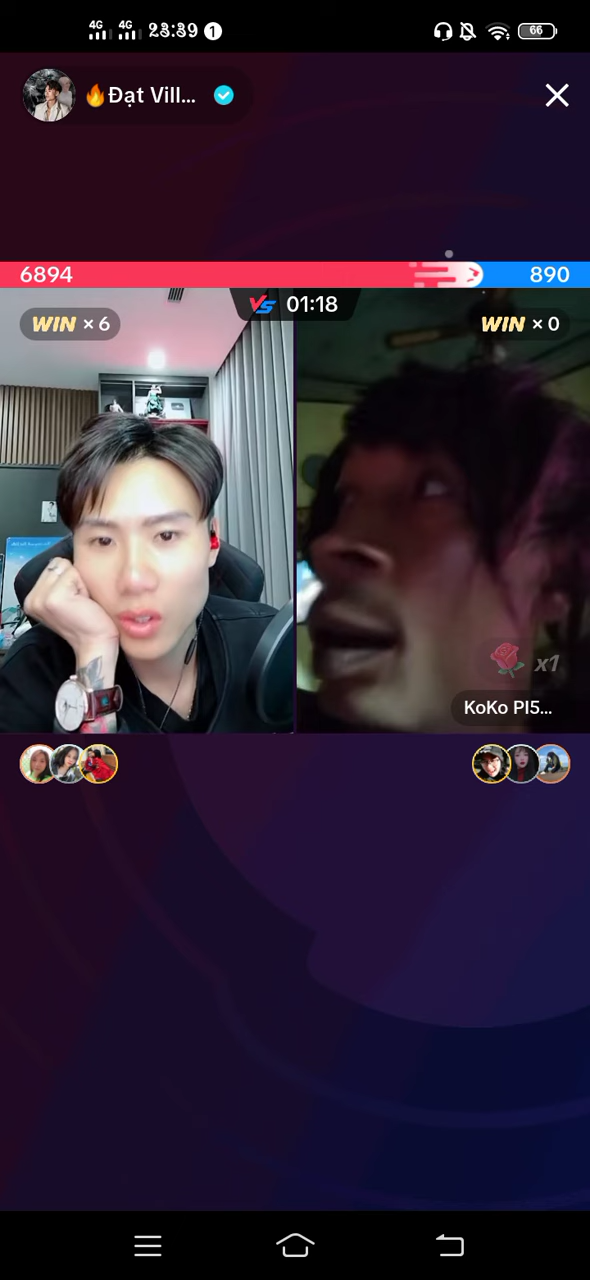 4G 4G 23:39 1 66
🔥Đạt Vill... 
6894 890
VS 01:18
WIN × 6 WIN × 0
x1
KoKo PI5...